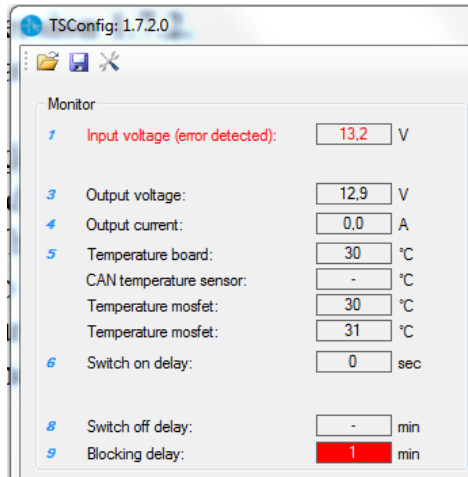 TSConfig: 1.7.2.0
Monitor
1 Input voltage (error detected): 13,2 V
3 Output voltage: 12,9 V
4 Output current: 0,0 A
5 Temperature board: 30 °C
CAN temperature sensor: - °C
Temperature mosfet: 30 °C
Temperature mosfet: 31 °C
6 Switch on delay: 0 sec
8 Switch off delay: - min
9 Blocking delay: 1 min